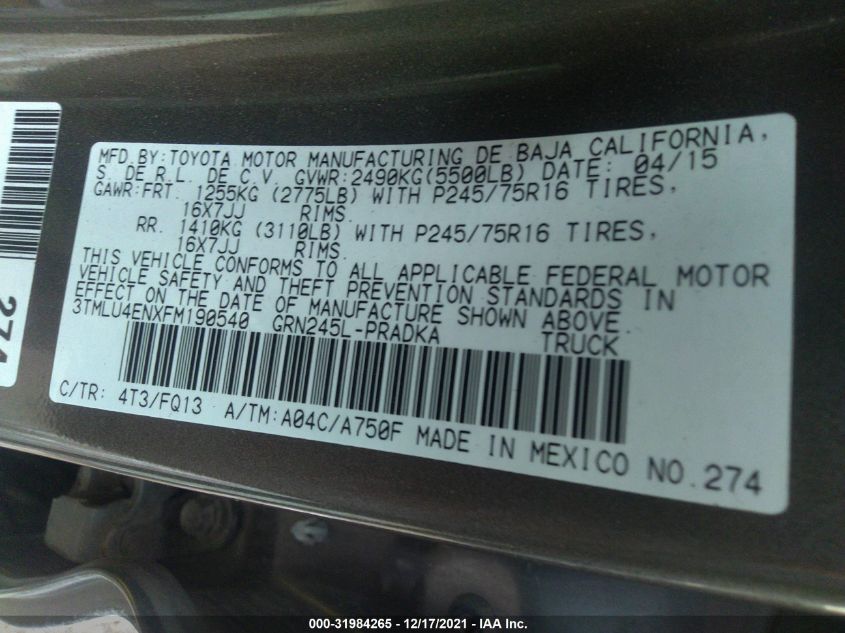 MFD.BY:TOYOTA MOTOR MANUFACTURING DE BAJA CALIFORNIA,
S. DE R.L. DE C.V. GVWR:2490KG(5500LB) DATE: 04/15
GAWR:FRT. 1255KG (2775LB) WITH P245/75R16 TIRES,
16X7JJ RIMS.
RR. 1410KG (3110LB) WITH P245/75R16 TIRES,
16X7JJ RIMS.
THIS VEHICLE CONFORMS TO ALL APPLICABLE FEDERAL MOTOR
VEHICLE SAFETY AND THEFT PREVENTION STANDARDS IN
EFFECT ON THE DATE OF MANUFACTURE SHOWN ABOVE.
3TMLU4ENXFM190540 GRN245L-PRADKA TRUCK
C/TR: 4T3/FQ13 A/TM:A04C/A750F MADE IN MEXICO NO.274
274
000-31984265 - 12/17/2021 - IAA Inc.